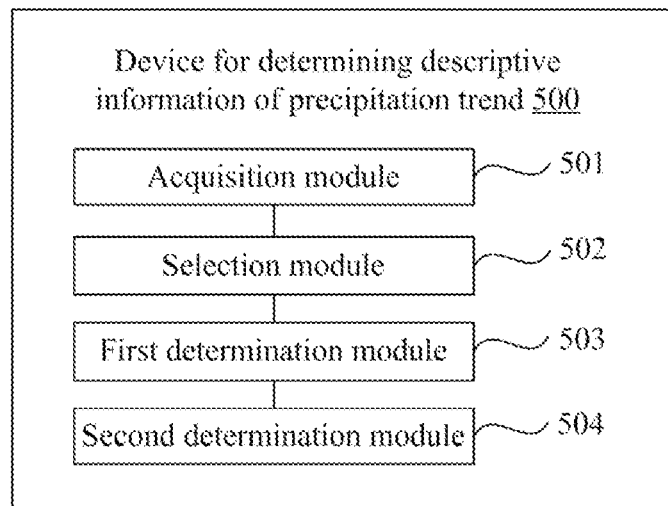 Device for determining descriptive
information of precipitation trend 500
Acquisition module
501
Selection module
502
First determination module
503
Second determination module
504